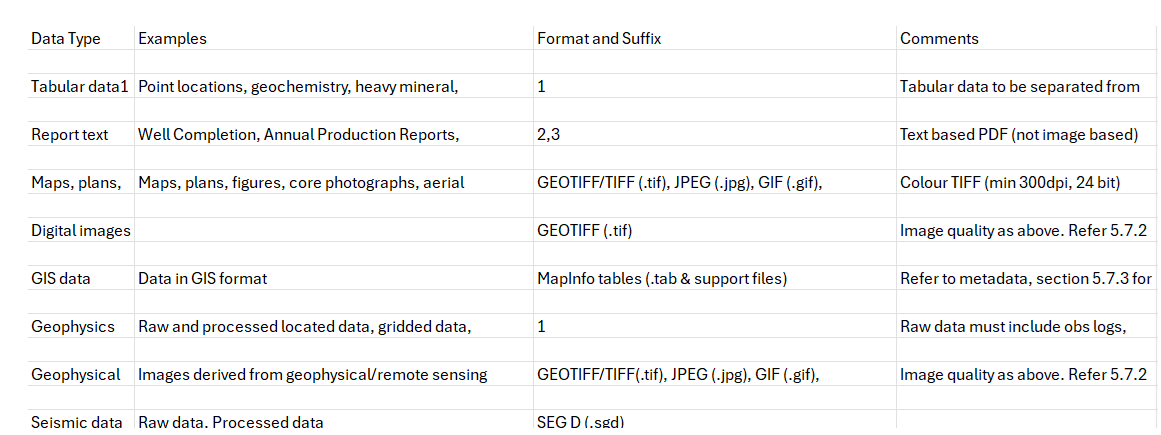 Data Type Examples Format and Suffix Comments
Tabular data1 Point locations, geochemistry, heavy mineral, 1 Tabular data to be separated from
Report text Well Completion, Annual Production Reports, 2,3 Text based PDF (not image based)
Maps, plans, Maps, plans, figures, core photographs, aerial GEOTIFF/TIFF (.tif), JPEG (.jpg), GIF (.gif), Colour TIFF (min 300dpi, 24 bit)
Digital images GEOTIFF (.tif) Image quality as above. Refer 5.7.2
GIS data Data in GIS format MapInfo tables (.tab & support files) Refer to metadata, section 5.7.3 for
Geophysics Raw and processed located data, gridded data, 1 Raw data must include obs logs,
Geophysical Images derived from geophysical/remote sensing GEOTIFF/TIFF(.tif), JPEG (.jpg), GIF (.gif), Image quality as above. Refer 5.7.2
Seismic data Raw data. Processed data SEG D (.sgd)